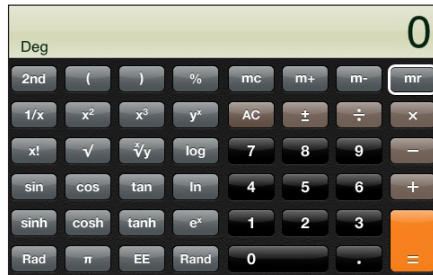 0
Deg
2nd ( ) % mc m+ m- mr
1/x x² x³ yˣ AC ± ÷ ×
x! √ ˣ√y log 7 8 9 −
sin cos tan ln 4 5 6 +
sinh cosh tanh eˣ 1 2 3
Rad π EE Rand 0 . =